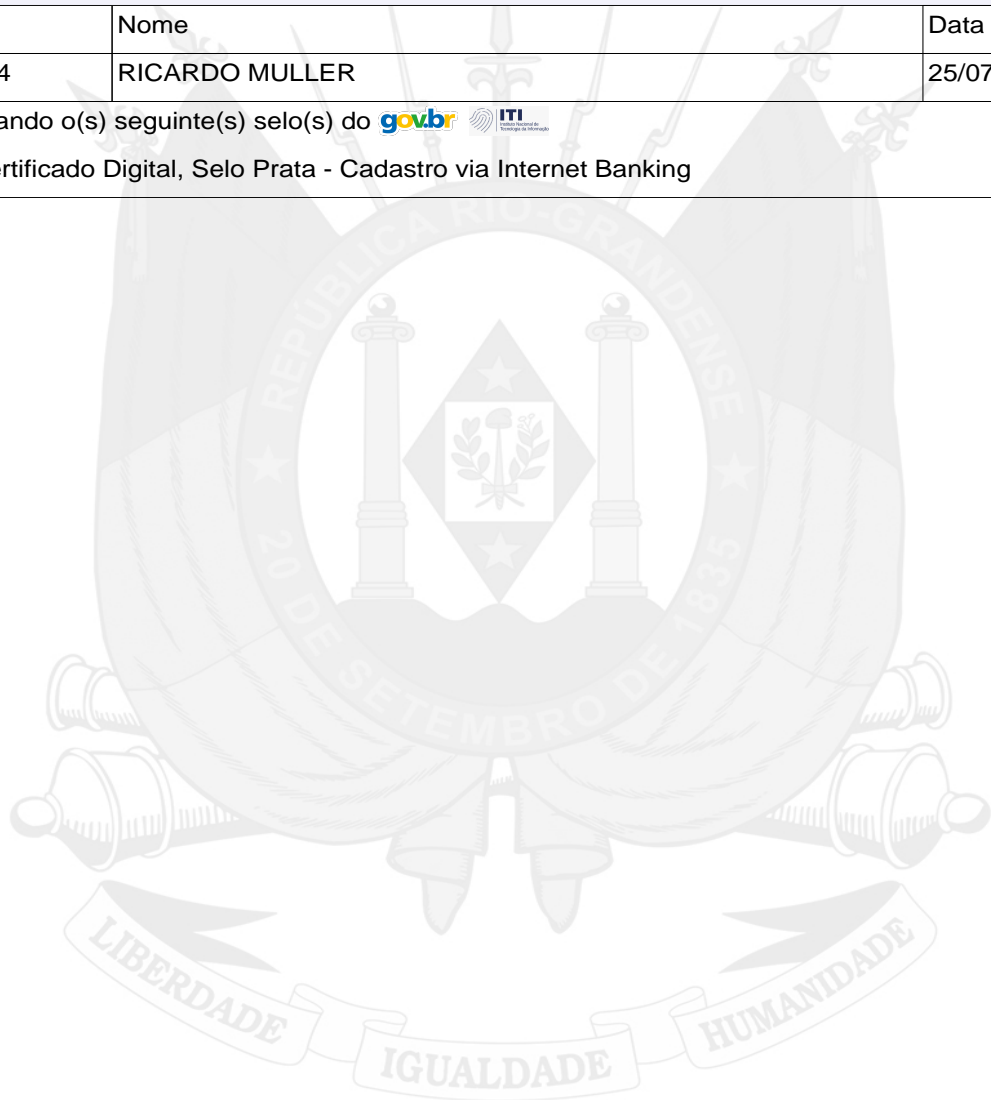 Nome Data
4 RICARDO MULLER 25/07
ando o(s) seguinte(s) selo(s) do gov.br ITI
ertificado Digital, Selo Prata - Cadastro via Internet Banking
REPÚBLICA RIO-GRANDENSE
20 DE SETEMBRO DE 1835
LIBERDADE IGUALDADE HUMANIDADE